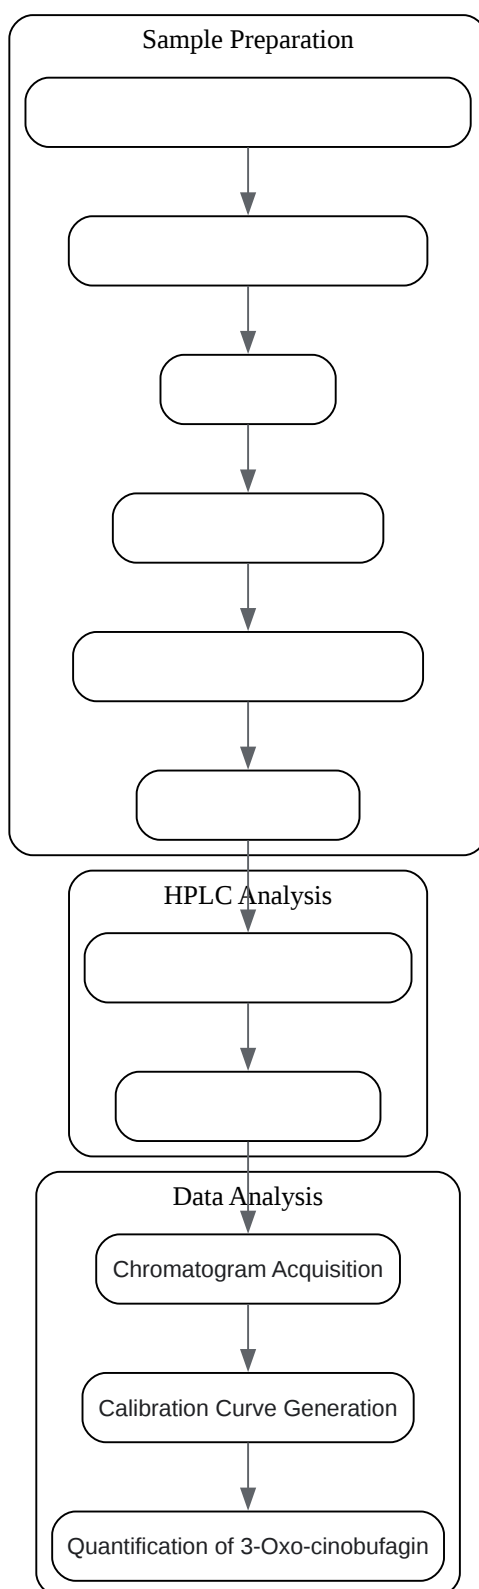 Sample Preparation
HPLC Analysis
Data Analysis
Chromatogram Acquisition
Calibration Curve Generation
Quantification of 3-Oxo-cinobufagin